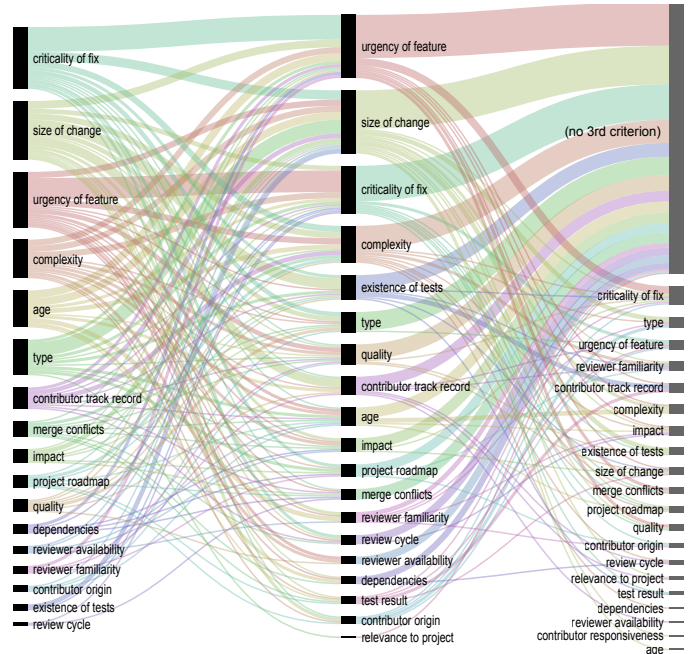 criticality of fix
size of change
urgency of feature
complexity
age
type
contributor track record
merge conflicts
impact
project roadmap
quality
dependencies
reviewer availability
reviewer familiarity
contributor origin
existence of tests
review cycle
urgency of feature
size of change
criticality of fix
complexity
existence of tests
type
quality
contributor track record
age
impact
project roadmap
merge conflicts
reviewer familiarity
review cycle
reviewer availability
dependencies
test result
contributor origin
relevance to project
(no 3rd criterion)
criticality of fix
type
urgency of feature
reviewer familiarity
contributor track record
complexity
impact
existence of tests
size of change
merge conflicts
project roadmap
quality
contributor origin
review cycle
relevance to project
test result
dependencies
reviewer availability
contributor responsiveness
age